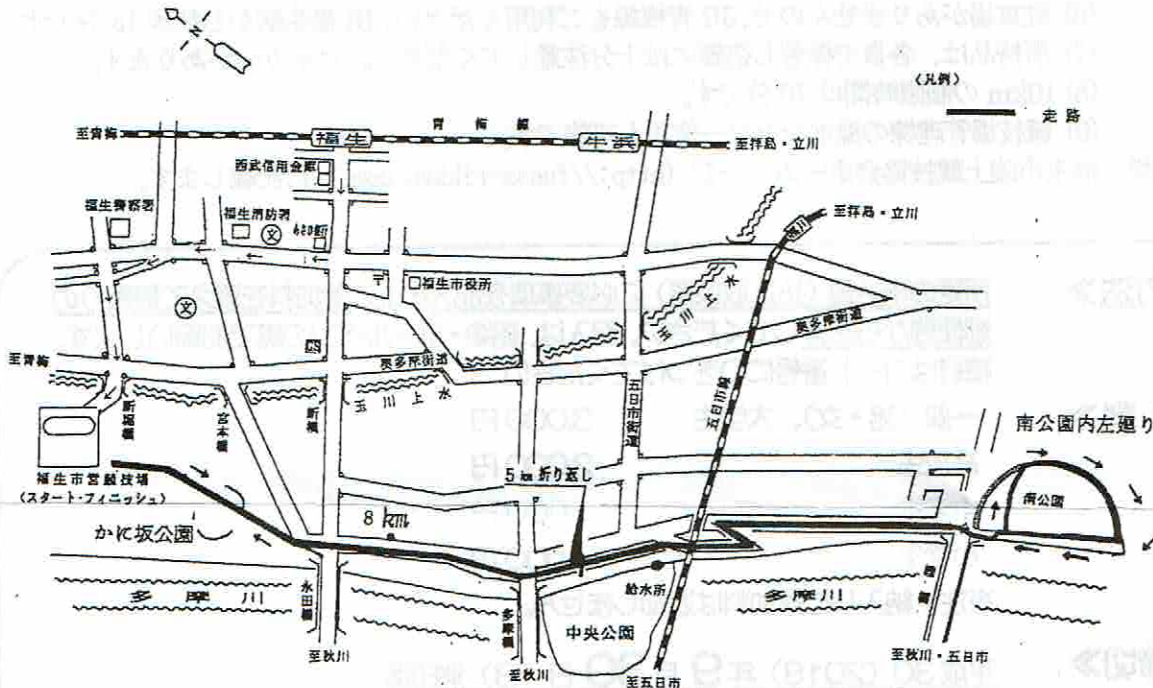 N
〈凡例〉
走路
至青梅
福生
青梅線
牛浜
至拝島・立川
西武信用金庫
福生警察署
福生消防署
文
至拝島・立川
〒
福生市役所
玉川上水
奥多摩街道
文
至青梅
奥多摩街道
玉川上水
五日市街道
五日市線
宮本橋
新橋
南公園内左廻り
福生市営競技場
(スタート・フィニッシュ)
5㎞折り返し
南公園
かに坂公園
8 Km
給水所
多摩川
永田橋
多摩橋
中央公園
多摩川
至秋川
至秋川
至五日市
至秋川・五日市